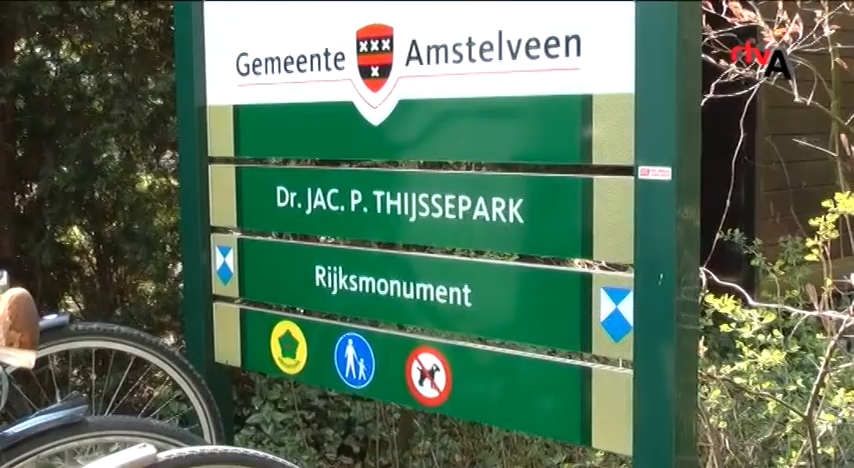 Gemeente Amstelveen
rtvA
Dr. JAC. P. THIJSSEPARK
Rijksmonument